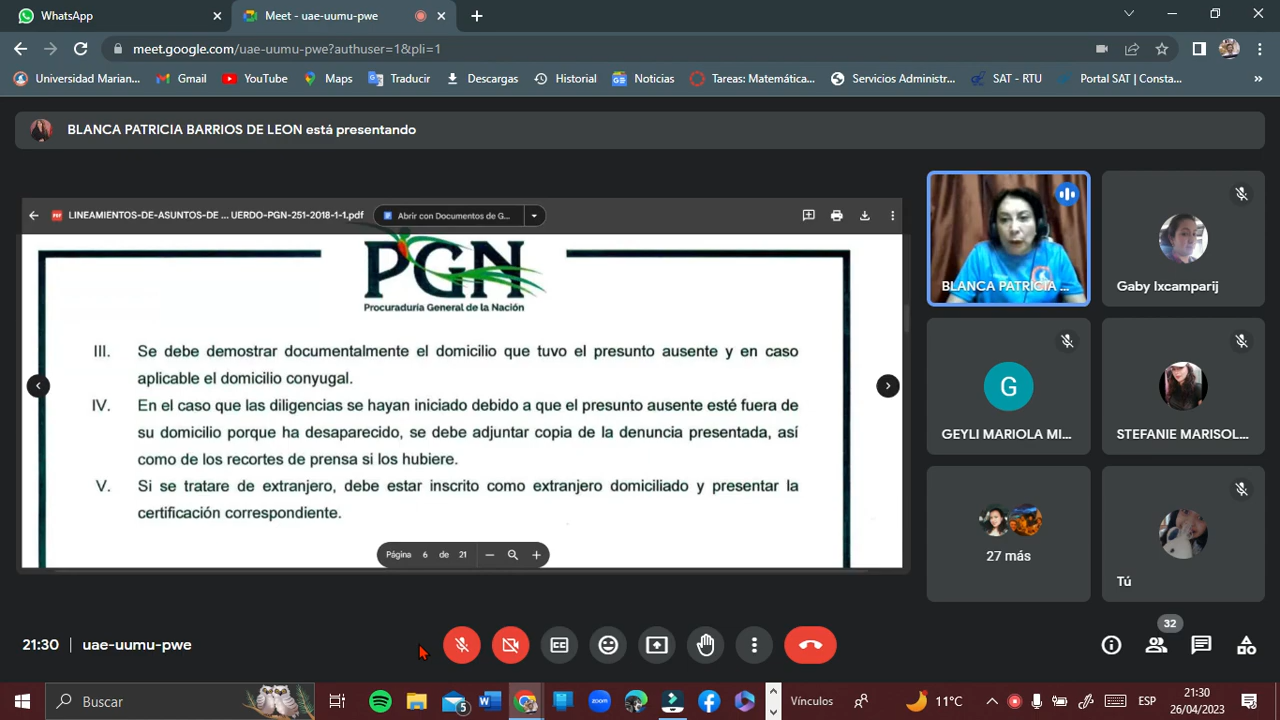 WhatsApp
Meet - uae-uumu-pwe
meet.google.com/uae-uumu-pwe?authuser=1&pli=1
Universidad Marian...
Gmail
YouTube
Maps
Traducir
Descargas
Historial
Noticias
Tareas: Matemática...
Servicios Administr...
SAT - RTU
Portal SAT | Consta...
»
BLANCA PATRICIA BARRIOS DE LEON está presentando
LINEAMIENTOS-DE-ASUNTOS-DE ... UERDO-PGN-251-2018-1-1.pdf
Abrir con Documentos de G...
PGN
Procuraduría General de la Nación
III. Se debe demostrar documentalmente el domicilio que tuvo el presunto ausente y en caso
aplicable el domicilio conyugal.
IV. En el caso que las diligencias se hayan iniciado debido a que el presunto ausente esté fuera de
su domicilio porque ha desaparecido, se debe adjuntar copia de la denuncia presentada, así
como de los recortes de prensa si los hubiere.
V. Si se tratare de extranjero, debe estar inscrito como extranjero domiciliado y presentar la
certificación correspondiente.
Página 6 de 21
BLANCA PATRICIA ...
Gaby Ixcamparij
G
GEYLI MARIOLA MI...
STEFANIE MARISOL...
27 más
Tú
21:30 | uae-uumu-pwe
32
Buscar
5
zoom
Vínculos
11°C
ESP
21:30
26/04/2023